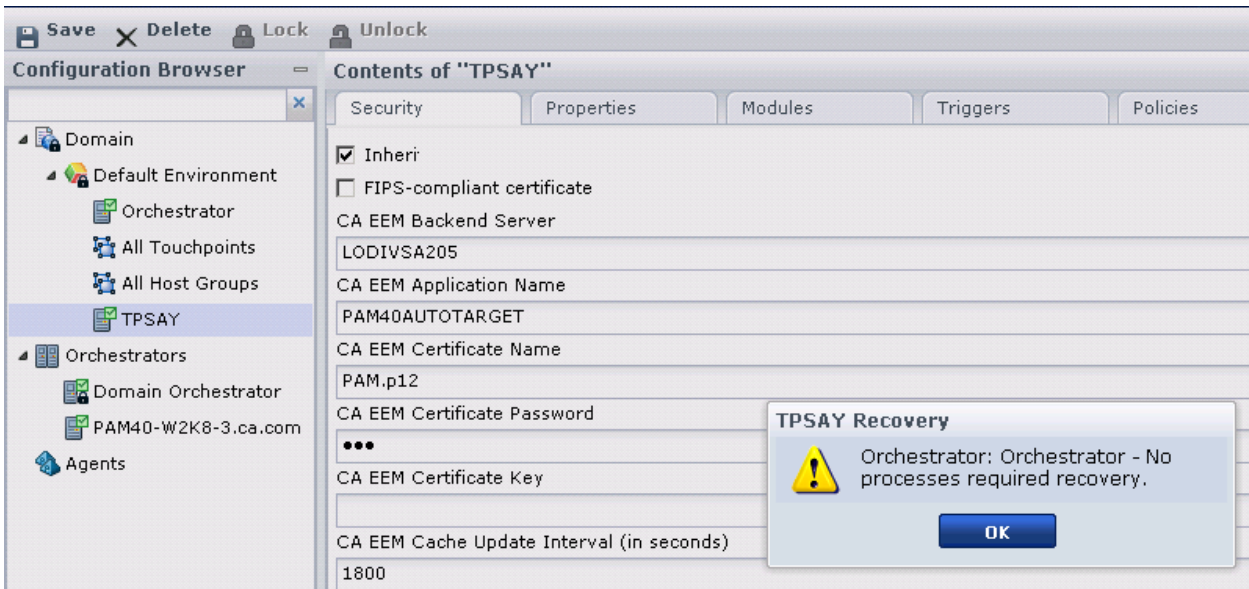 Save Delete Lock Unlock
Configuration Browser
Contents of "TPSAY"
Security Properties Modules Triggers Policies
Domain
Default Environment
Orchestrator
All Touchpoints
All Host Groups
TPSAY
Orchestrators
Domain Orchestrator
PAM40-W2K8-3.ca.com
Agents
Inheri
FIPS-compliant certificate
CA EEM Backend Server
LODIVSA205
CA EEM Application Name
PAM40AUTOTARGET
CA EEM Certificate Name
PAM.p12
CA EEM Certificate Password
•••
CA EEM Certificate Key
CA EEM Cache Update Interval (in seconds)
1800
TPSAY Recovery
Orchestrator: Orchestrator - No
processes required recovery.
OK